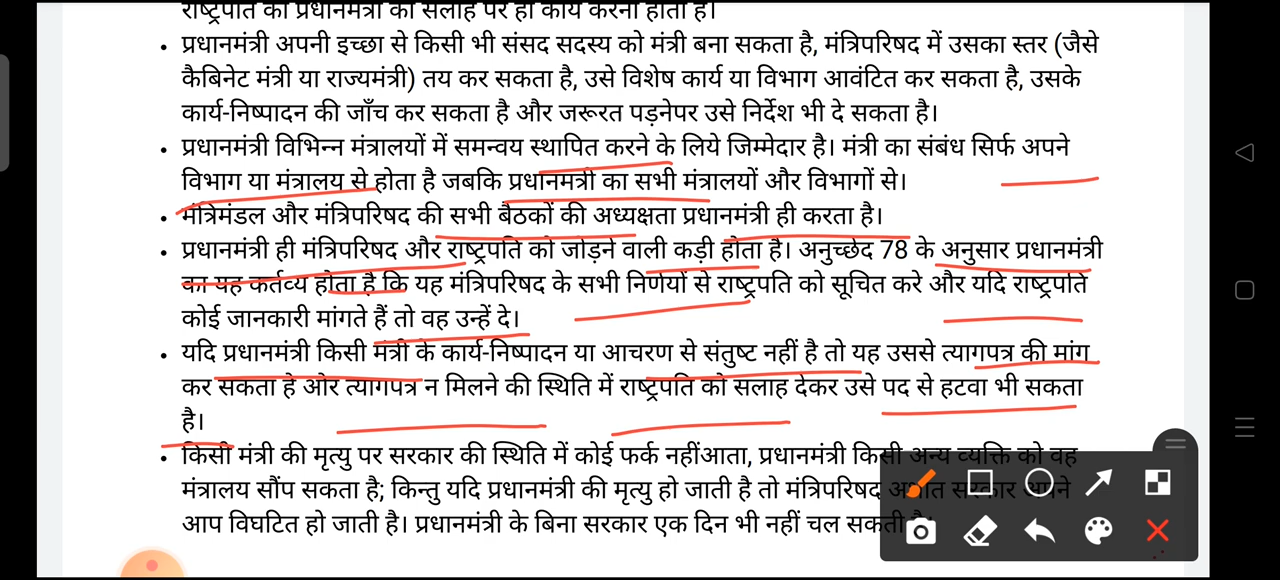 राष्ट्रपति को प्रधानमंत्री की सलाह पर ही कार्य करना होता है।
• प्रधानमंत्री अपनी इच्छा से किसी भी संसद सदस्य को मंत्री बना सकता है, मंत्रिपरिषद में उसका स्तर (जैसे
कैबिनेट मंत्री या राज्यमंत्री) तय कर सकता है, उसे विशेष कार्य या विभाग आवंटित कर सकता है, उसके
कार्य-निष्पादन की जाँच कर सकता है और जरूरत पड़नेपर उसे निर्देश भी दे सकता है।
• प्रधानमंत्री विभिन्न मंत्रालयों में समन्वय स्थापित करने के लिये जिम्मेदार है। मंत्री का संबंध सिर्फ अपने
विभाग या मंत्रालय से होता है जबकि प्रधानमंत्री का सभी मंत्रालयों और विभागों से।
• मंत्रिमंडल और मंत्रिपरिषद की सभी बैठकों की अध्यक्षता प्रधानमंत्री ही करता है।
• प्रधानमंत्री ही मंत्रिपरिषद और राष्ट्रपति को जोड़ने वाली कड़ी होता है। अनुच्छेद 78 के अनुसार प्रधानमंत्री
का यह कर्तव्य होता है कि यह मंत्रिपरिषद के सभी निर्णयों से राष्ट्रपति को सूचित करे और यदि राष्ट्रपति
कोई जानकारी मांगते हैं तो वह उन्हें दे।
• यदि प्रधानमंत्री किसी मंत्री के कार्य-निष्पादन या आचरण से संतुष्ट नहीं है तो यह उससे त्यागपत्र की मांग
कर सकता है और त्यागपत्र न मिलने की स्थिति में राष्ट्रपति को सलाह देकर उसे पद से हटवा भी सकता
है।
• किसी मंत्री की मृत्यु पर सरकार की स्थिति में कोई फर्क नहींआता, प्रधानमंत्री किसी अन्य व्यक्ति को वह
मंत्रालय सौंप सकता है; किन्तु यदि प्रधानमंत्री की मृत्यु हो जाती है तो मंत्रिपरिषद अर्थात सरकार अपने
आप विघटित हो जाती है। प्रधानमंत्री के बिना सरकार एक दिन भी नहीं चल सकती है।